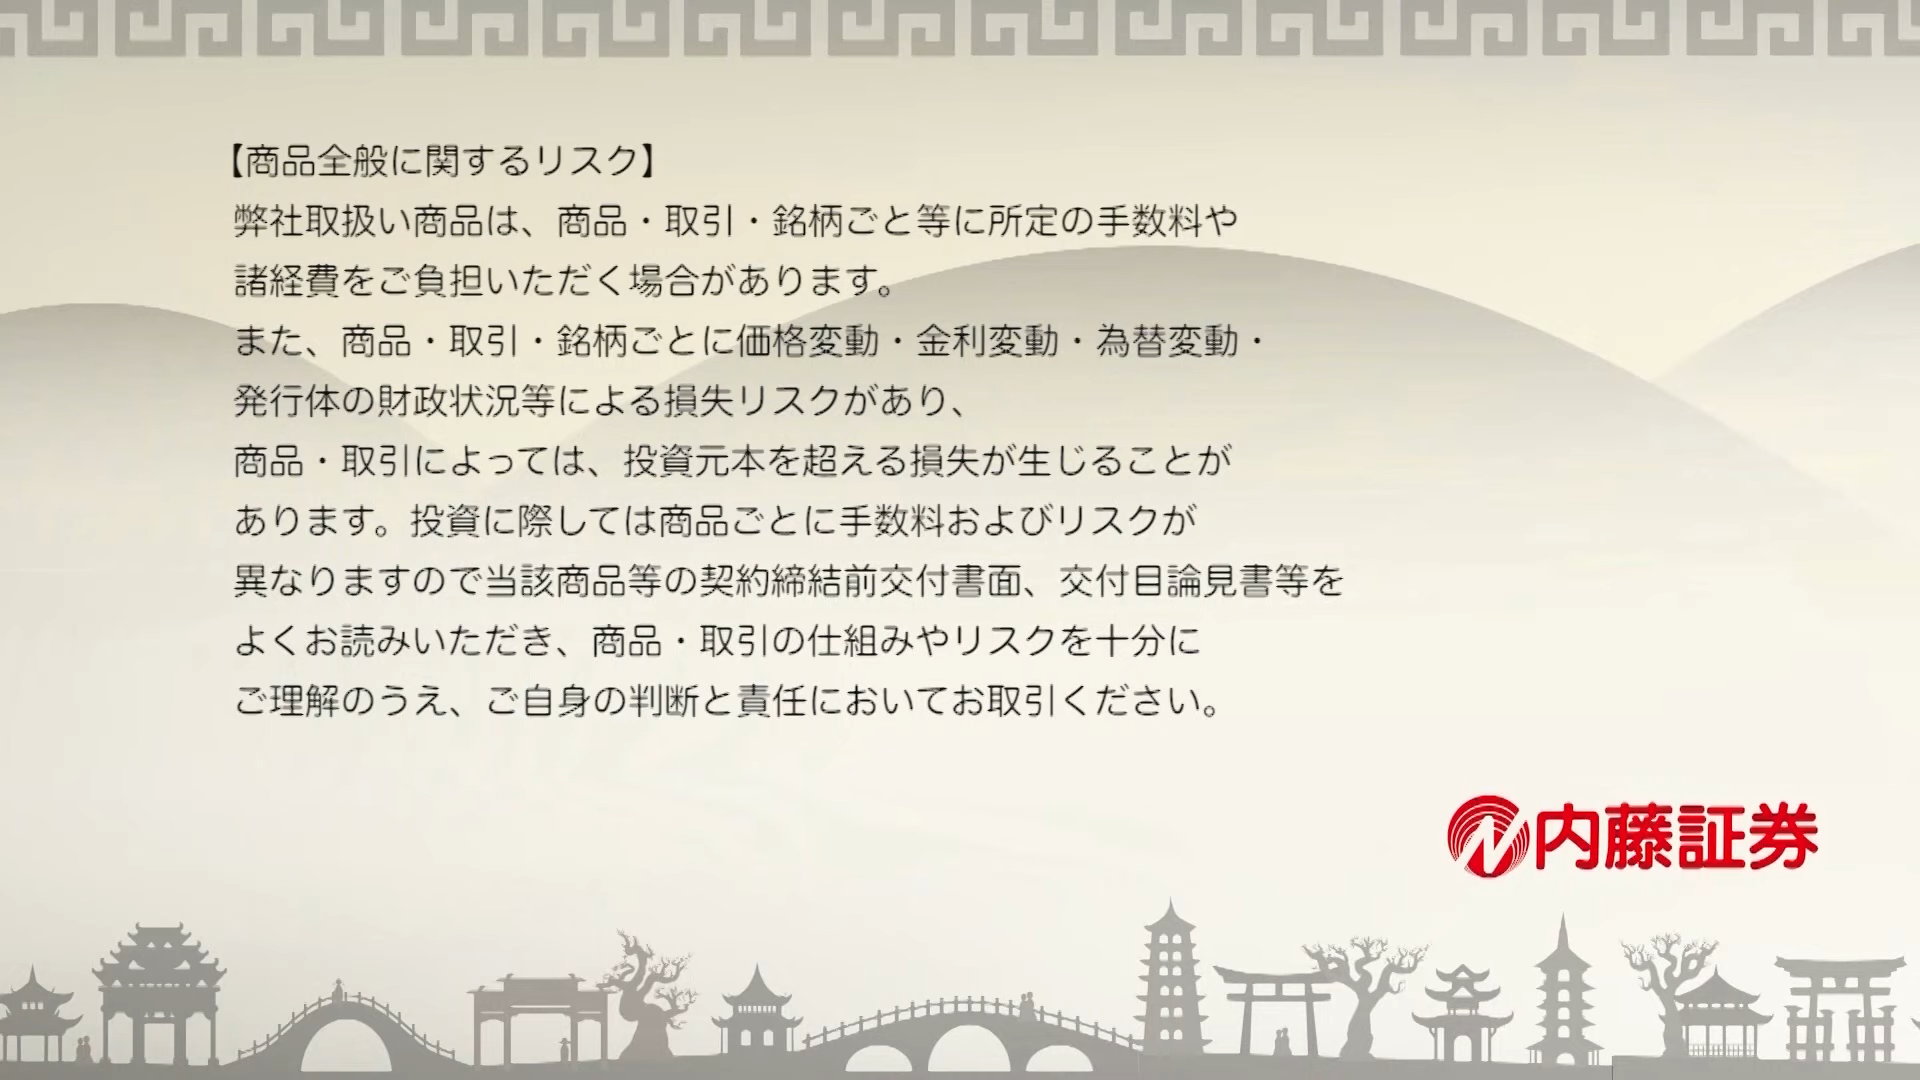 【商品全般に関するリスク】
弊社取扱い商品は、商品・取引・銘柄ごと等に所定の手数料や
諸経費をご負担いただく場合があります。
また、商品・取引・銘柄ごとに価格変動・金利変動・為替変動・
発行体の財政状況等による損失リスクがあり、
商品・取引によっては、投資元本を超える損失が生じることが
あります。投資に際しては商品ごとに手数料およびリスクが
異なりますので当該商品等の契約締結前交付書面、交付目論見書等を
よくお読みいただき、商品・取引の仕組みやリスクを十分に
ご理解のうえ、ご自身の判断と責任においてお取引ください。
内藤証券